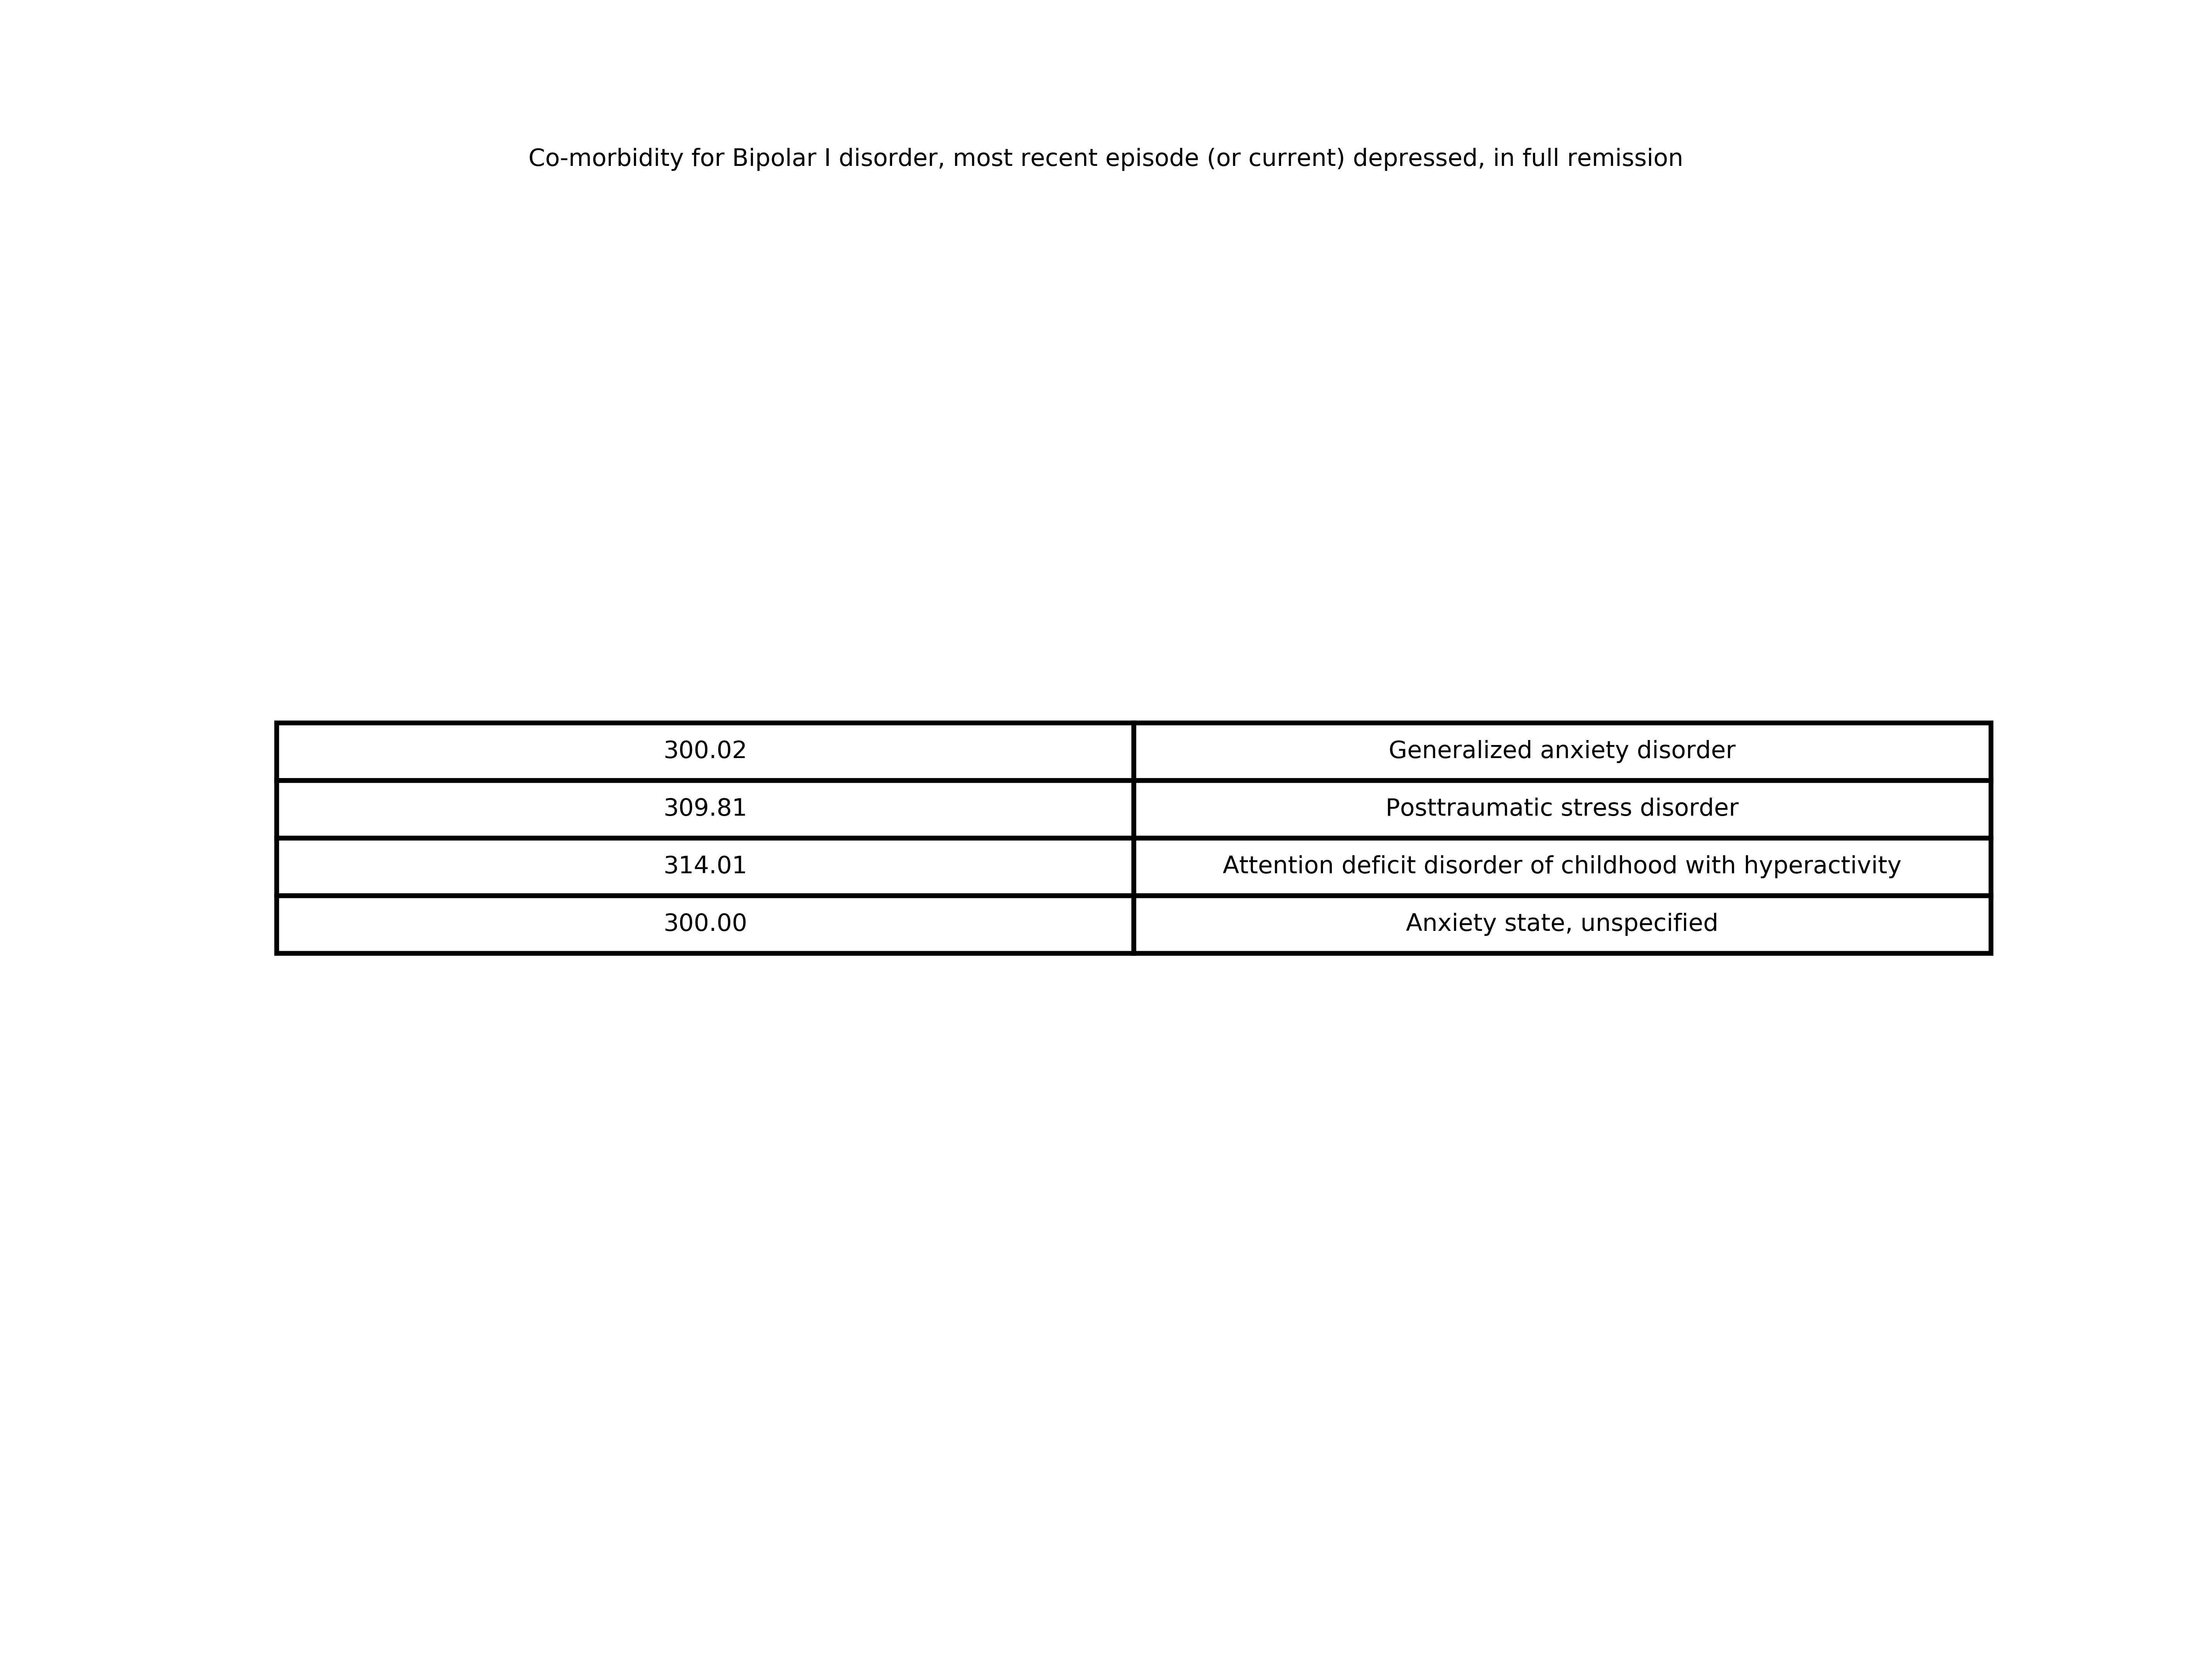 Co-morbidity for Bipolar I disorder, most recent episode (or current) depressed, in full remission
300.02 Generalized anxiety disorder
309.81 Posttraumatic stress disorder
314.01 Attention deficit disorder of childhood with hyperactivity
300.00 Anxiety state, unspecified